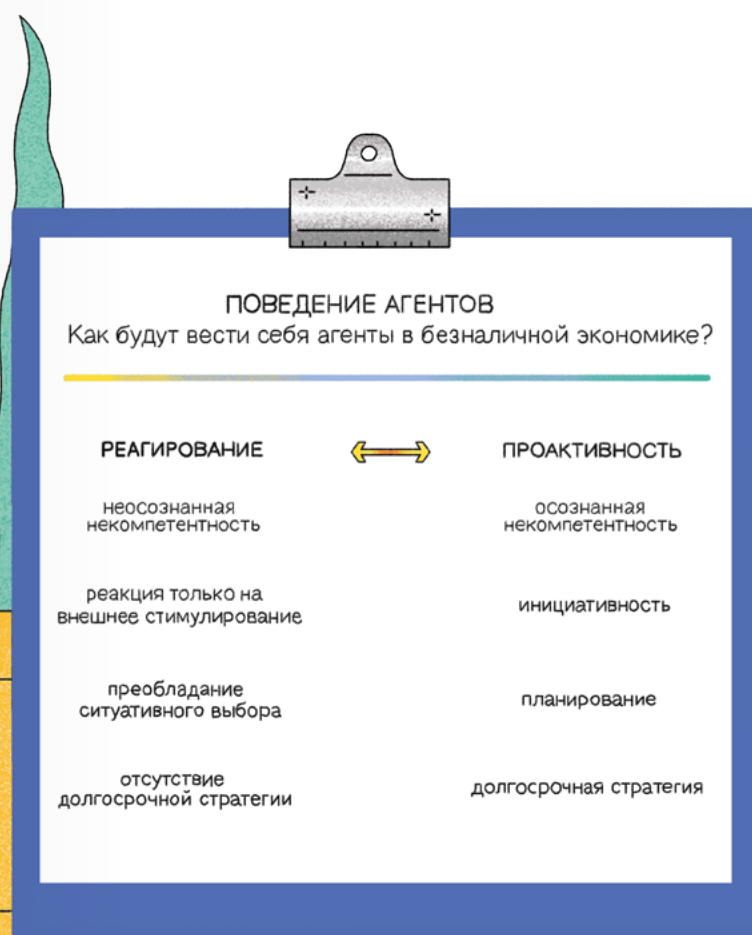 ПОВЕДЕНИЕ АГЕНТОВ
Как будут вести себя агенты в безналичной экономике?
РЕАГИРОВАНИЕ
ПРОАКТИВНОСТЬ
неосознанная
некомпетентность
осознанная
некомпетентность
реакция только на
внешнее стимулирование
инициативность
преобладание
ситуативного выбора
планирование
отсутствие
долгосрочной стратегии
долгосрочная стратегия